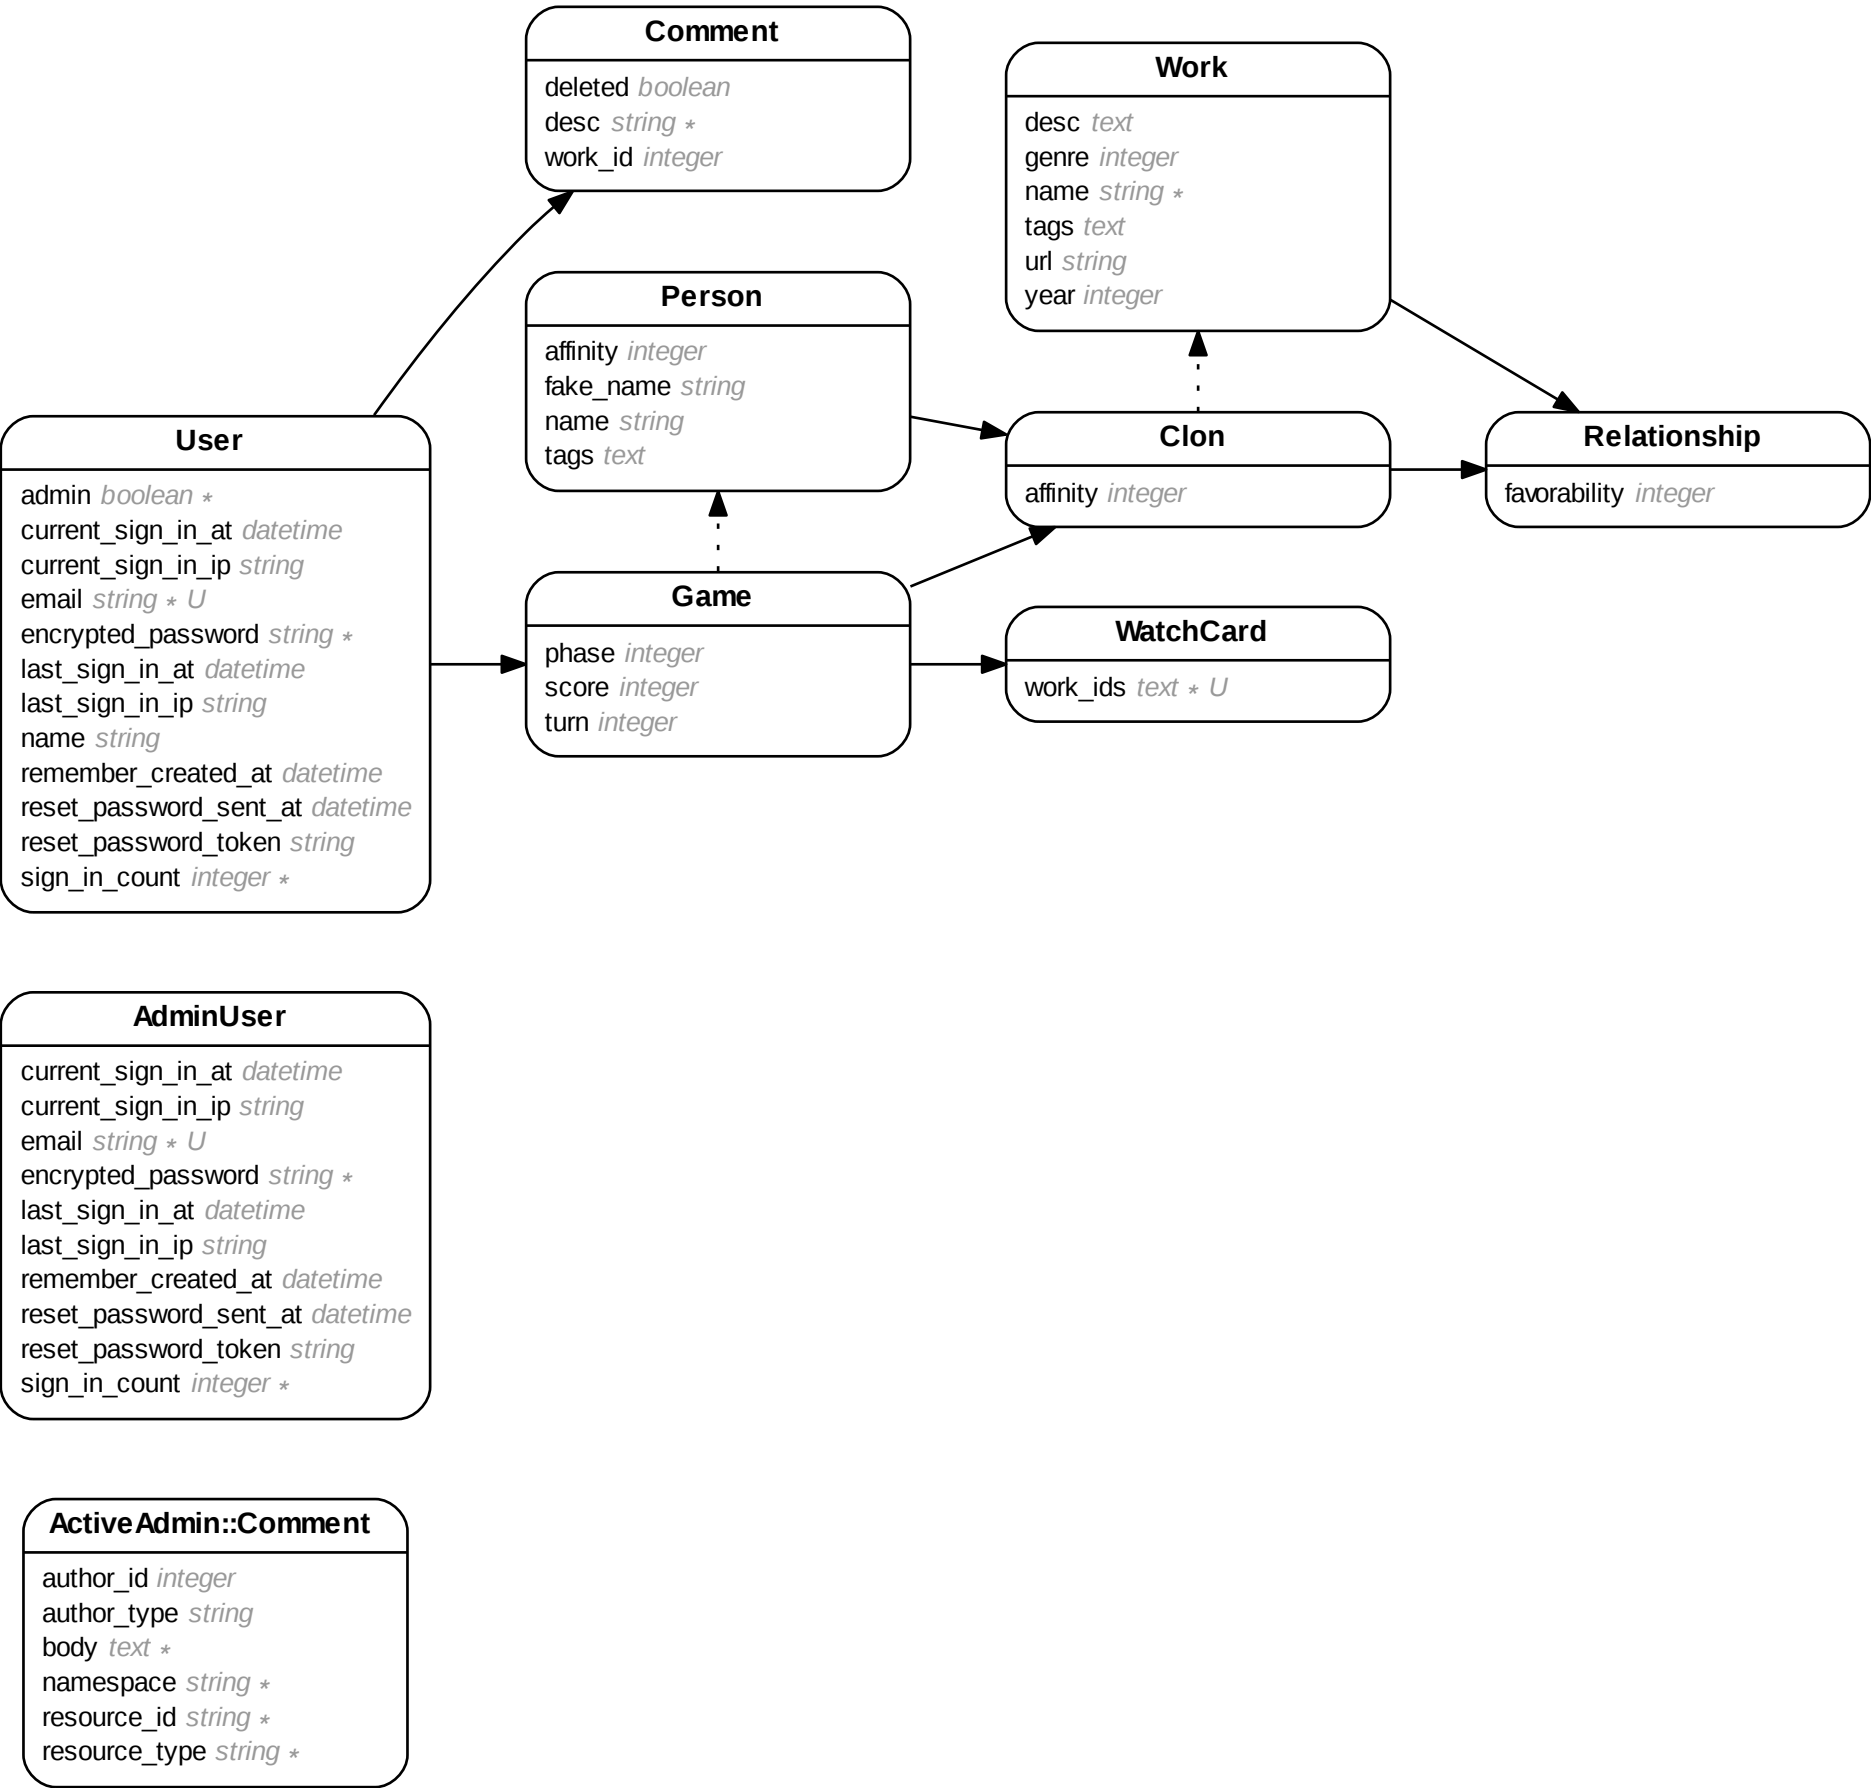 Comment
deleted boolean
desc string *
work_id integer
Work
desc text
genre integer
name string *
tags text
url string
year integer
Person
affinity integer
fake_name string
name string
tags text
User
admin boolean *
current_sign_in_at datetime
current_sign_in_ip string
email string * U
encrypted_password string *
last_sign_in_at datetime
last_sign_in_ip string
name string
remember_created_at datetime
reset_password_sent_at datetime
reset_password_token string
sign_in_count integer *
Clon
affinity integer
Relationship
favorability integer
Game
phase integer
score integer
turn integer
WatchCard
work_ids text * U
AdminUser
current_sign_in_at datetime
current_sign_in_ip string
email string * U
encrypted_password string *
last_sign_in_at datetime
last_sign_in_ip string
remember_created_at datetime
reset_password_sent_at datetime
reset_password_token string
sign_in_count integer *
ActiveAdmin::Comment
author_id integer
author_type string
body text *
namespace string *
resource_id string *
resource_type string *